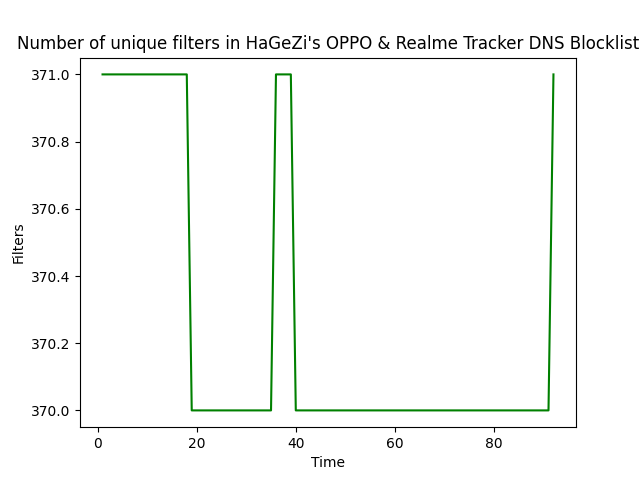 Number of unique filters in HaGeZi's OPPO & Realme Tracker DNS Blocklist
371.0
370.8
370.6
370.4
370.2
370.0
Filters
0 20 40 60 80
Time